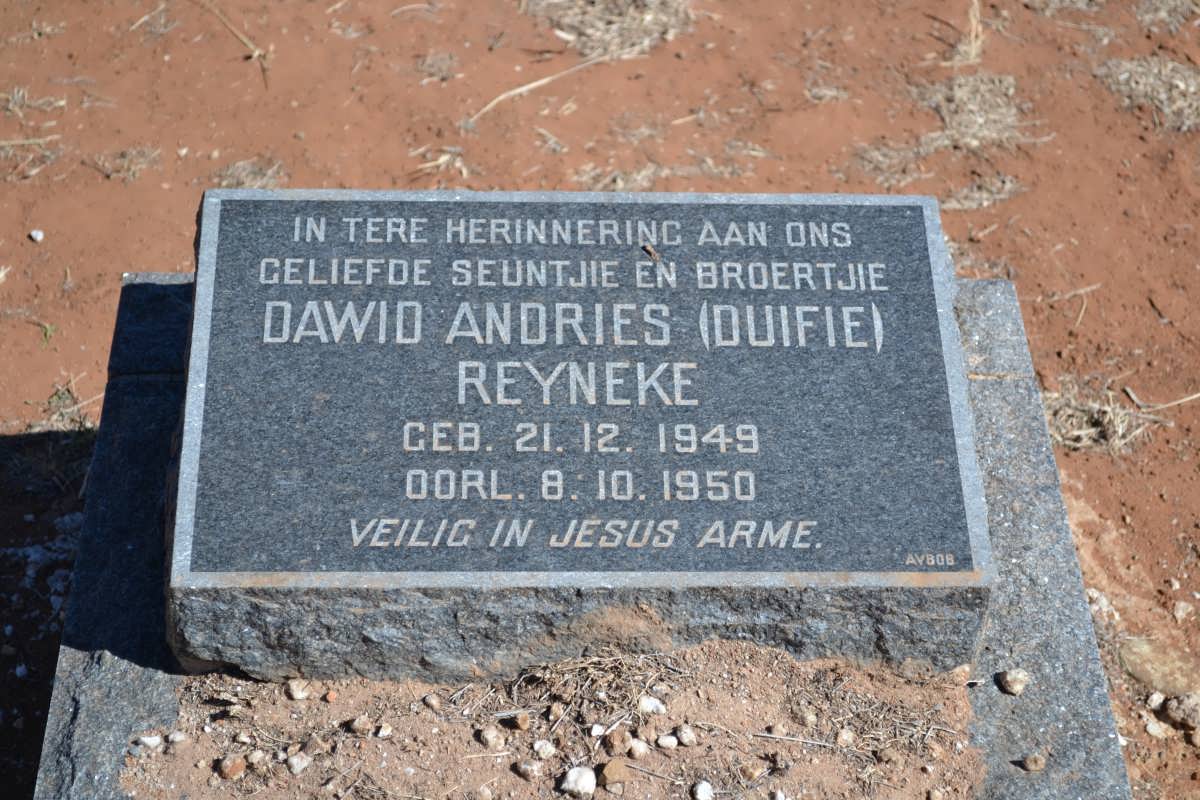 IN TERE HERINNERING AAN ONS
GELIEFDE SEUNTJIE EN BROERTJIE
DAWID ANDRIES (DUIFIE)
REYNEKE
GEB. 21. 12. 1949
OORL. 8. 10. 1950
VEILIG IN JESUS ARME.
AVBOB